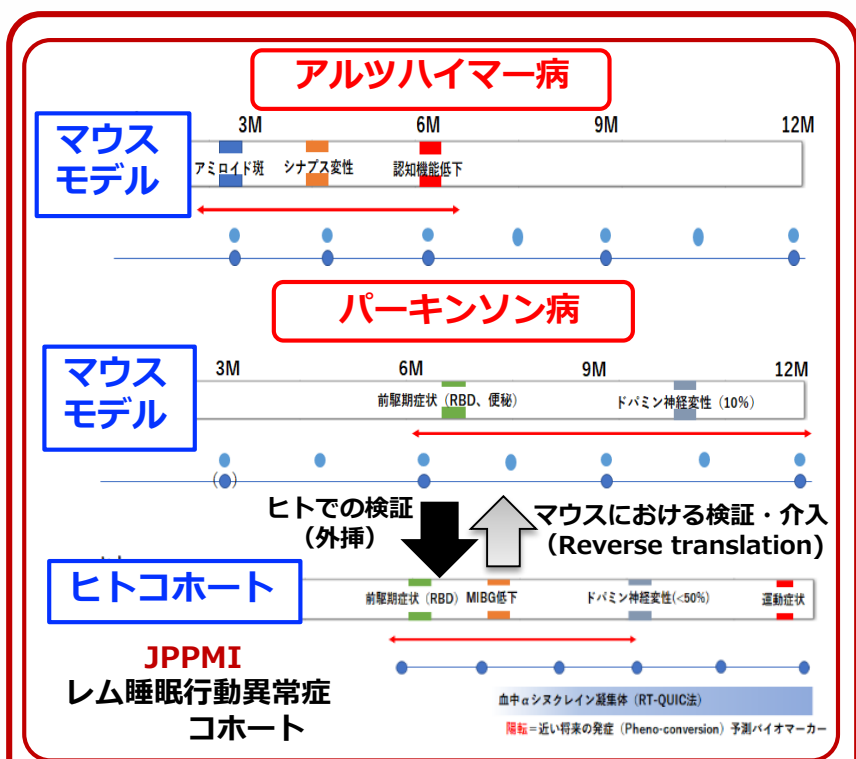 アルツハイマー病
マウス
モデル
3M 6M 9M 12M
アミロイド斑 シナプス変性 認知機能低下
パーキンソン病
マウス
モデル
3M 6M 9M 12M
前駆期症状（RBD、便秘） ドパミン神経変性（10%）
( )
ヒトでの検証
（外挿）
マウスにおける検証・介入
（Reverse translation)
ヒトコホート
前駆期症状（RBD） MIBG低下 ドパミン神経変性(<50%) 運動症状
JPPMI
レム睡眠行動異常症
コホート
血中αシヌクレイン凝集体（RT-QUIC法）
陽転＝近い将来の発症（Pheno-conversion）予測バイオマーカー